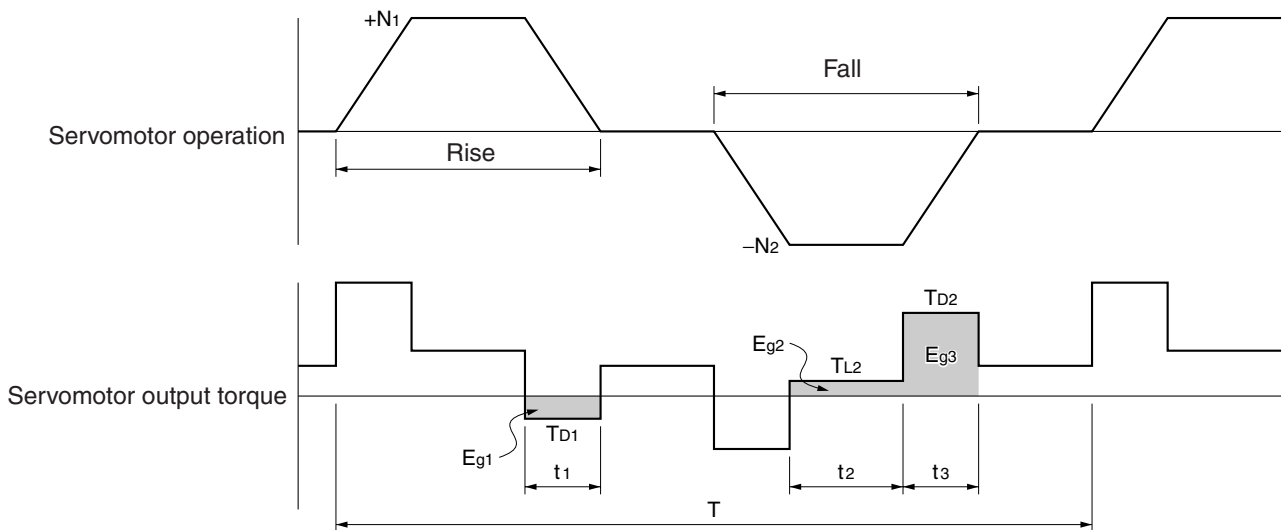 +N1
Fall
Servomotor operation
Rise
–N2
TD2
Eg2
TL2
Eg3
Servomotor output torque
TD1
Eg1
t1
t2
t3
T